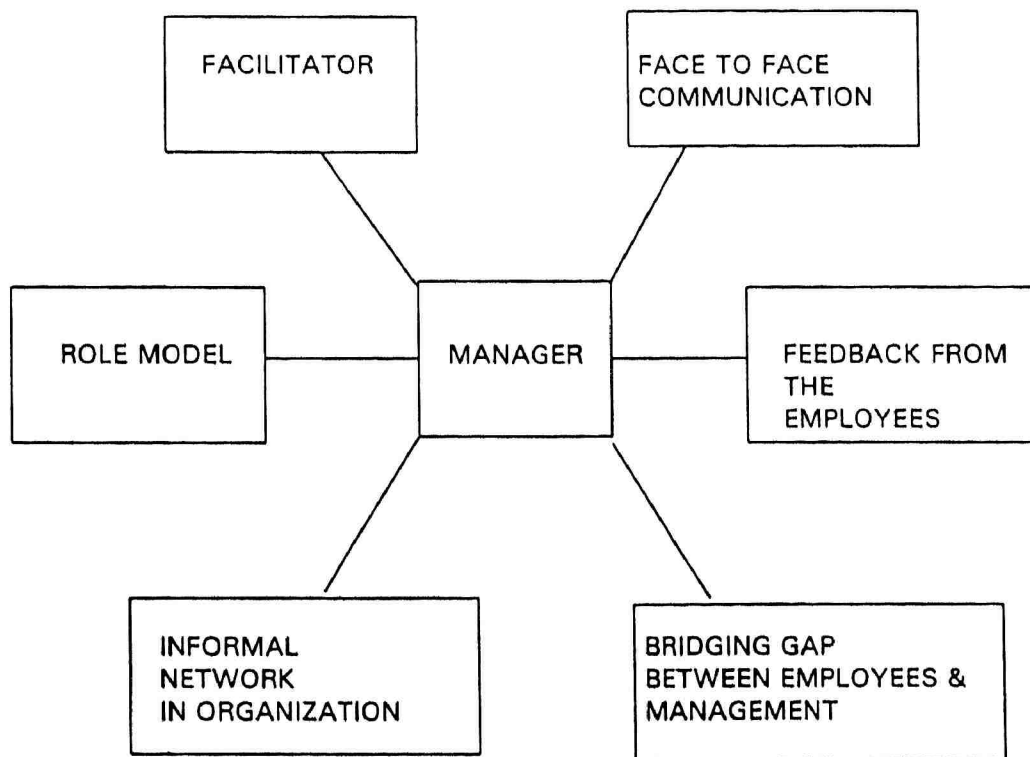 FACILITATOR
FACE TO FACE
COMMUNICATION
ROLE MODEL
MANAGER
FEEDBACK FROM
THE
EMPLOYEES
INFORMAL
NETWORK
IN ORGANIZATION
BRIDGING GAP
BETWEEN EMPLOYEES &
MANAGEMENT